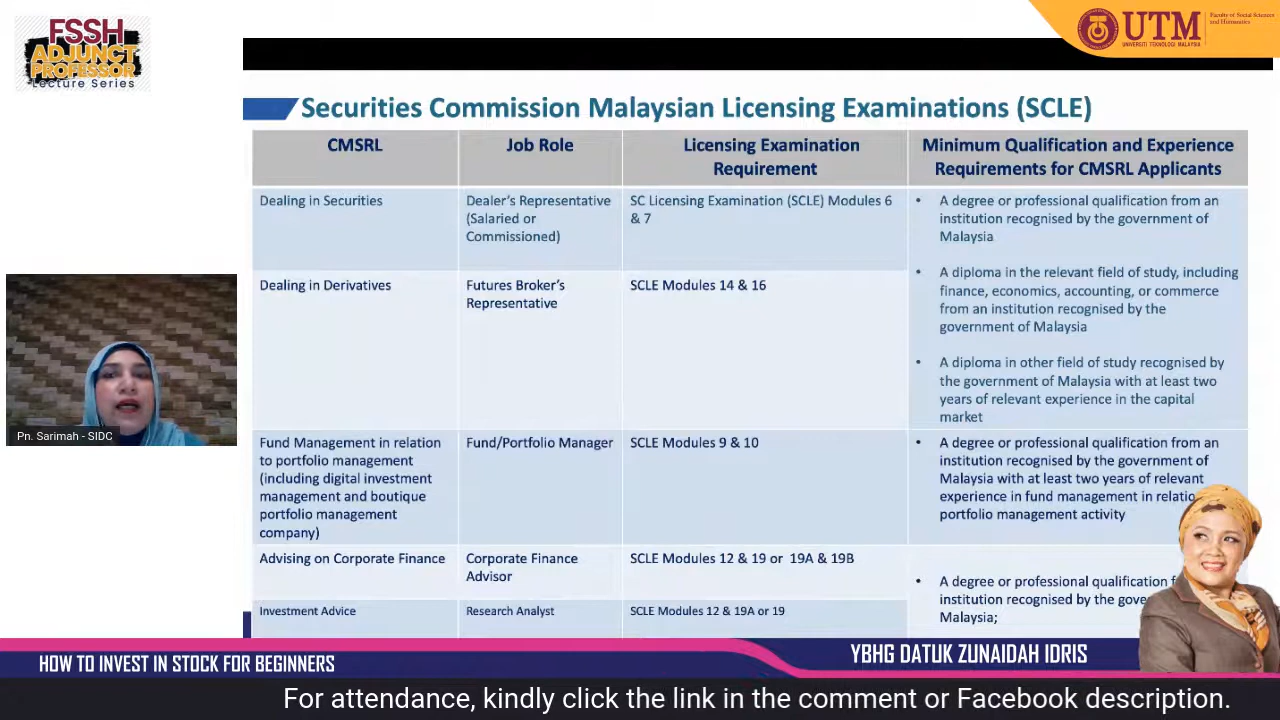 FSSH
ADJUNCT
PROFESSOR
Lecture Series
UTM
UNIVERSITI TEKNOLOGI MALAYSIA
Faculty of Social Sciences
and Humanities
Securities Commission Malaysian Licensing Examinations (SCLE)
CMSRL
Job Role
Licensing Examination
Requirement
Minimum Qualification and Experience
Requirements for CMSRL Applicants
Dealing in Securities
Dealer's Representative
(Salaried or
Commissioned)
SC Licensing Examination (SCLE) Modules 6
& 7
• A degree or professional qualification from an
institution recognised by the government of
Malaysia
• A diploma in the relevant field of study, including
finance, economics, accounting, or commerce
from an institution recognised by the
government of Malaysia
• A diploma in other field of study recognised by
the government of Malaysia with at least two
years of relevant experience in the capital
market
Dealing in Derivatives
Futures Broker's
Representative
SCLE Modules 14 & 16
Fund Management in relation
to portfolio management
(including digital investment
management and boutique
portfolio management
company)
Fund/Portfolio Manager
SCLE Modules 9 & 10
• A degree or professional qualification from an
institution recognised by the government of
Malaysia with at least two years of relevant
experience in fund management in
portfolio management activity
Advising on Corporate Finance
Corporate Finance
Advisor
SCLE Modules 12 & 19 or 19A & 19B
• A degree or professional qualification
institution recognised by the
Malaysia;
Investment Advice
Research Analyst
SCLE Modules 12 & 19A or 19
Pn. Sarimah - SIDC
HOW TO INVEST IN STOCK FOR BEGINNERS
YBHG DATUK ZUNAIDAH IDRIS
For attendance, kindly click the link in the comment or Facebook description.